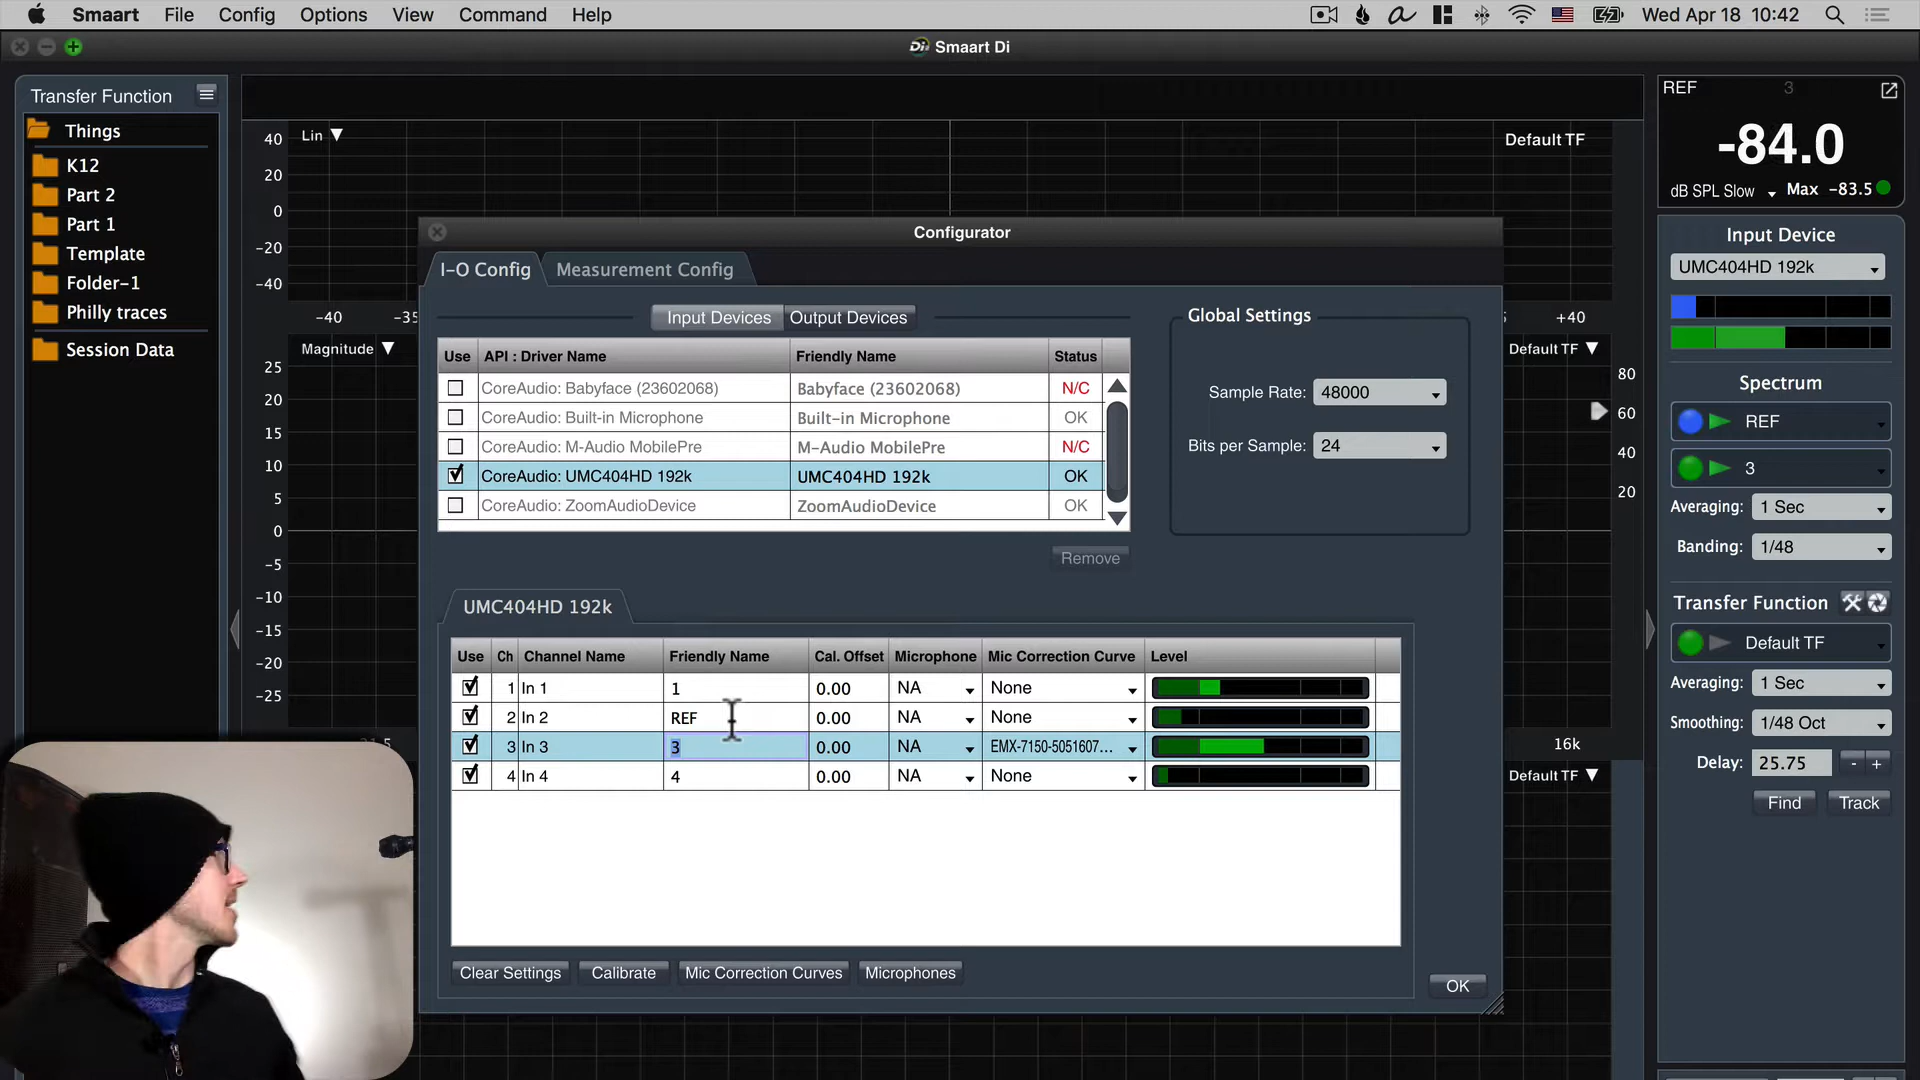 Smaart File Config Options View Command Help Wed Apr 18 10:42
Di Smaart Di
Transfer Function
Things
K12
Part 2
Part 1
Template
Folder-1
Philly traces
Session Data
Lin
Default TF
40
20
0
-20
-40
-40 -35 +40
Magnitude
Default TF
25
20
15
10
5
0
-5
-10
-15
-20
-25
80
60
40
20
31.5 16k
Default TF
Configurator
I-O Config Measurement Config
Input Devices Output Devices
Use API : Driver Name Friendly Name Status
CoreAudio: Babyface (23602068) Babyface (23602068) N/C
CoreAudio: Built-in Microphone Built-in Microphone OK
CoreAudio: M-Audio MobilePre M-Audio MobilePre N/C
CoreAudio: UMC404HD 192k UMC404HD 192k OK
CoreAudio: ZoomAudioDevice ZoomAudioDevice OK
Remove
Global Settings
Sample Rate: 48000
Bits per Sample: 24
UMC404HD 192k
Use Ch Channel Name Friendly Name Cal. Offset Microphone Mic Correction Curve Level
1 In 1 1 0.00 NA None
2 In 2 REF 0.00 NA None
3 In 3 3 0.00 NA EMX-7150-5051607...
4 In 4 4 0.00 NA None
Clear Settings Calibrate Mic Correction Curves Microphones
OK
REF 3
-84.0
dB SPL Slow Max -83.5
Input Device
UMC404HD 192k
Spectrum
REF
3
Averaging: 1 Sec
Banding: 1/48
Transfer Function
Default TF
Averaging: 1 Sec
Smoothing: 1/48 Oct
Delay: 25.75 - +
Find Track